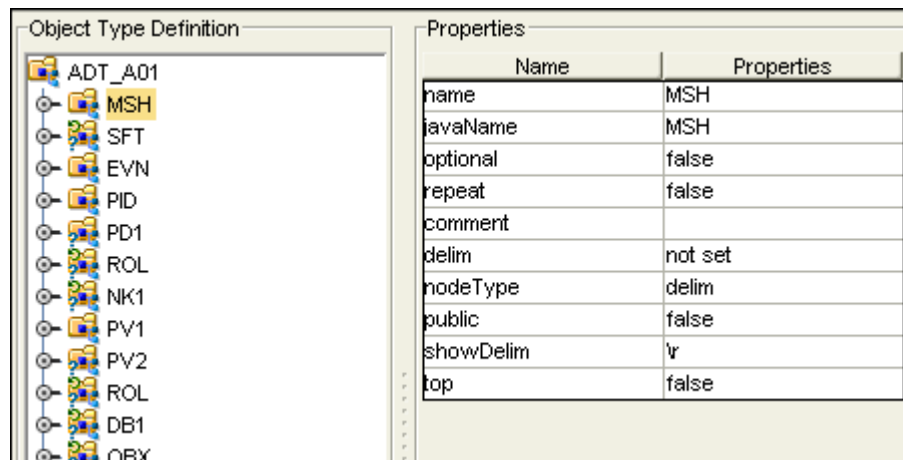 Object Type Definition
ADT_A01
MSH
SFT
EVN
PID
PD1
ROL
NK1
PV1
PV2
ROL
DB1
OBX
Properties
Name Properties
name MSH
javaName MSH
optional false
repeat false
comment
delim not set
nodeType delim
public false
showDelim \r
top false